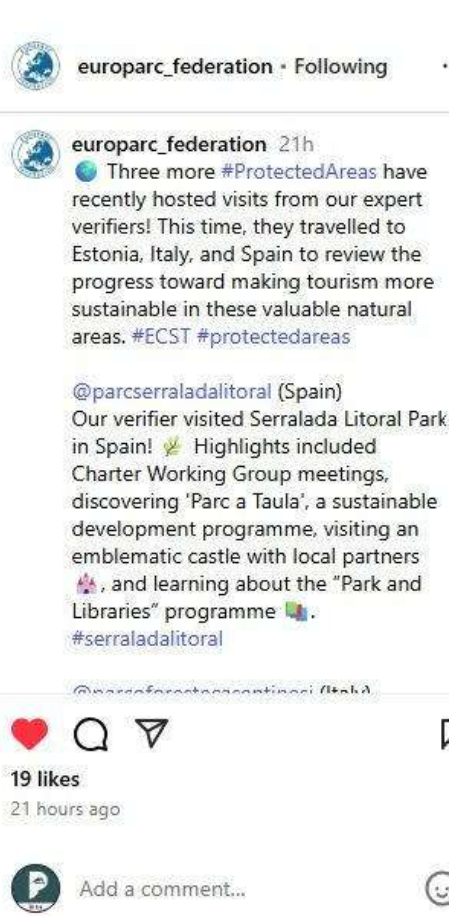 europarc_federation • Following
europarc_federation 21h
🌍 Three more #ProtectedAreas have
recently hosted visits from our expert
verifiers! This time, they travelled to
Estonia, Italy, and Spain to review the
progress toward making tourism more
sustainable in these valuable natural
areas. #ECST #protectedareas
@parcserraladalitoral (Spain)
Our verifier visited Serralada Litoral Park
in Spain! 🌿 Highlights included
Charter Working Group meetings,
discovering 'Parc a Taula', a sustainable
development programme, visiting an
emblematic castle with local partners
🏰, and learning about the “Park and
Libraries” programme 📚.
#serraladalitoral
(Italy)
19 likes
21 hours ago
Add a comment...